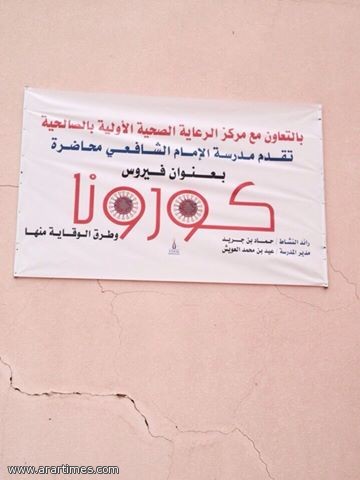 بالتعاون مع مركز الرعاية الصحية الأولية بالصالحية
تقدم مدرسة الإمام الشافعي محاضرة
بعنوان فيروس
كورونا
وطرق الوقاية منها
رائد النشاط : حماد بن جريد
مدير المدرسة : عيد بن محمد العويش
www.arartimes.com